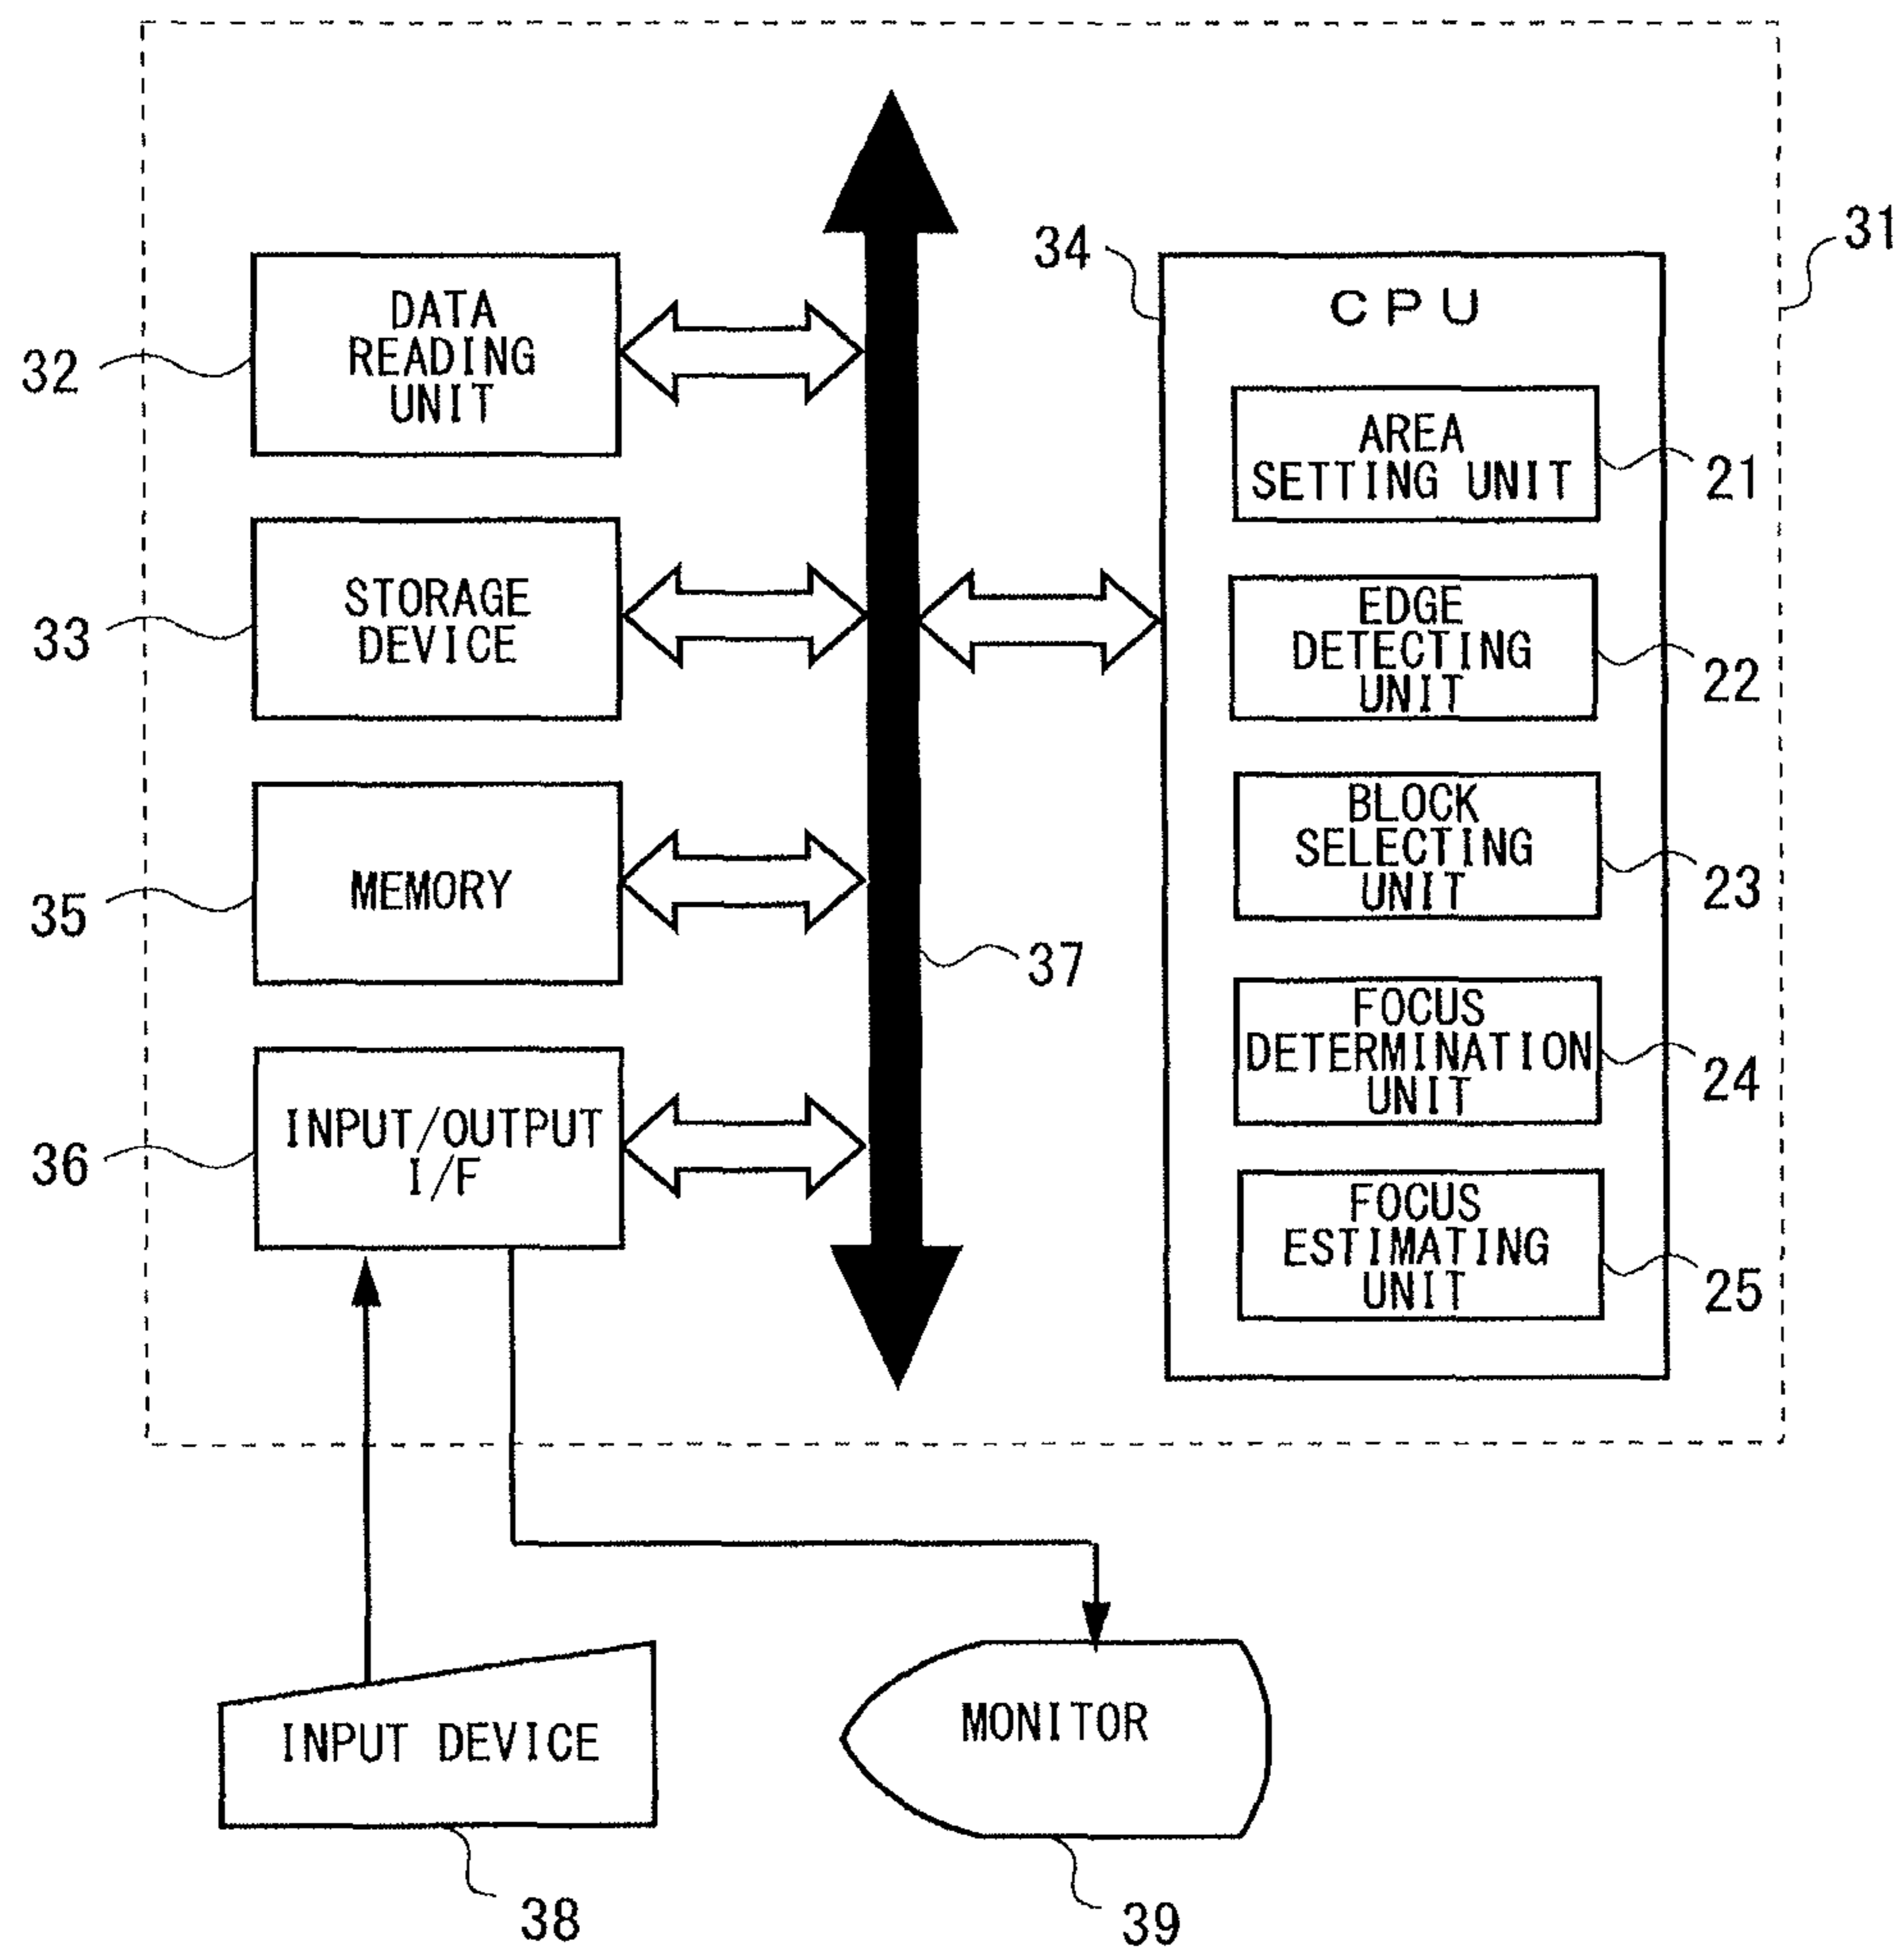 31
34
CPU
DATA
READING
UNIT
32
AREA
SETTING UNIT
21
STORAGE
DEVICE
33
EDGE
DETECTING
UNIT
22
BLOCK
SELECTING
UNIT
23
MEMORY
35
37
FOCUS
DETERMINATION
UNIT
24
INPUT/OUTPUT
I/F
36
FOCUS
ESTIMATING
UNIT
25
INPUT DEVICE
38
MONITOR
39